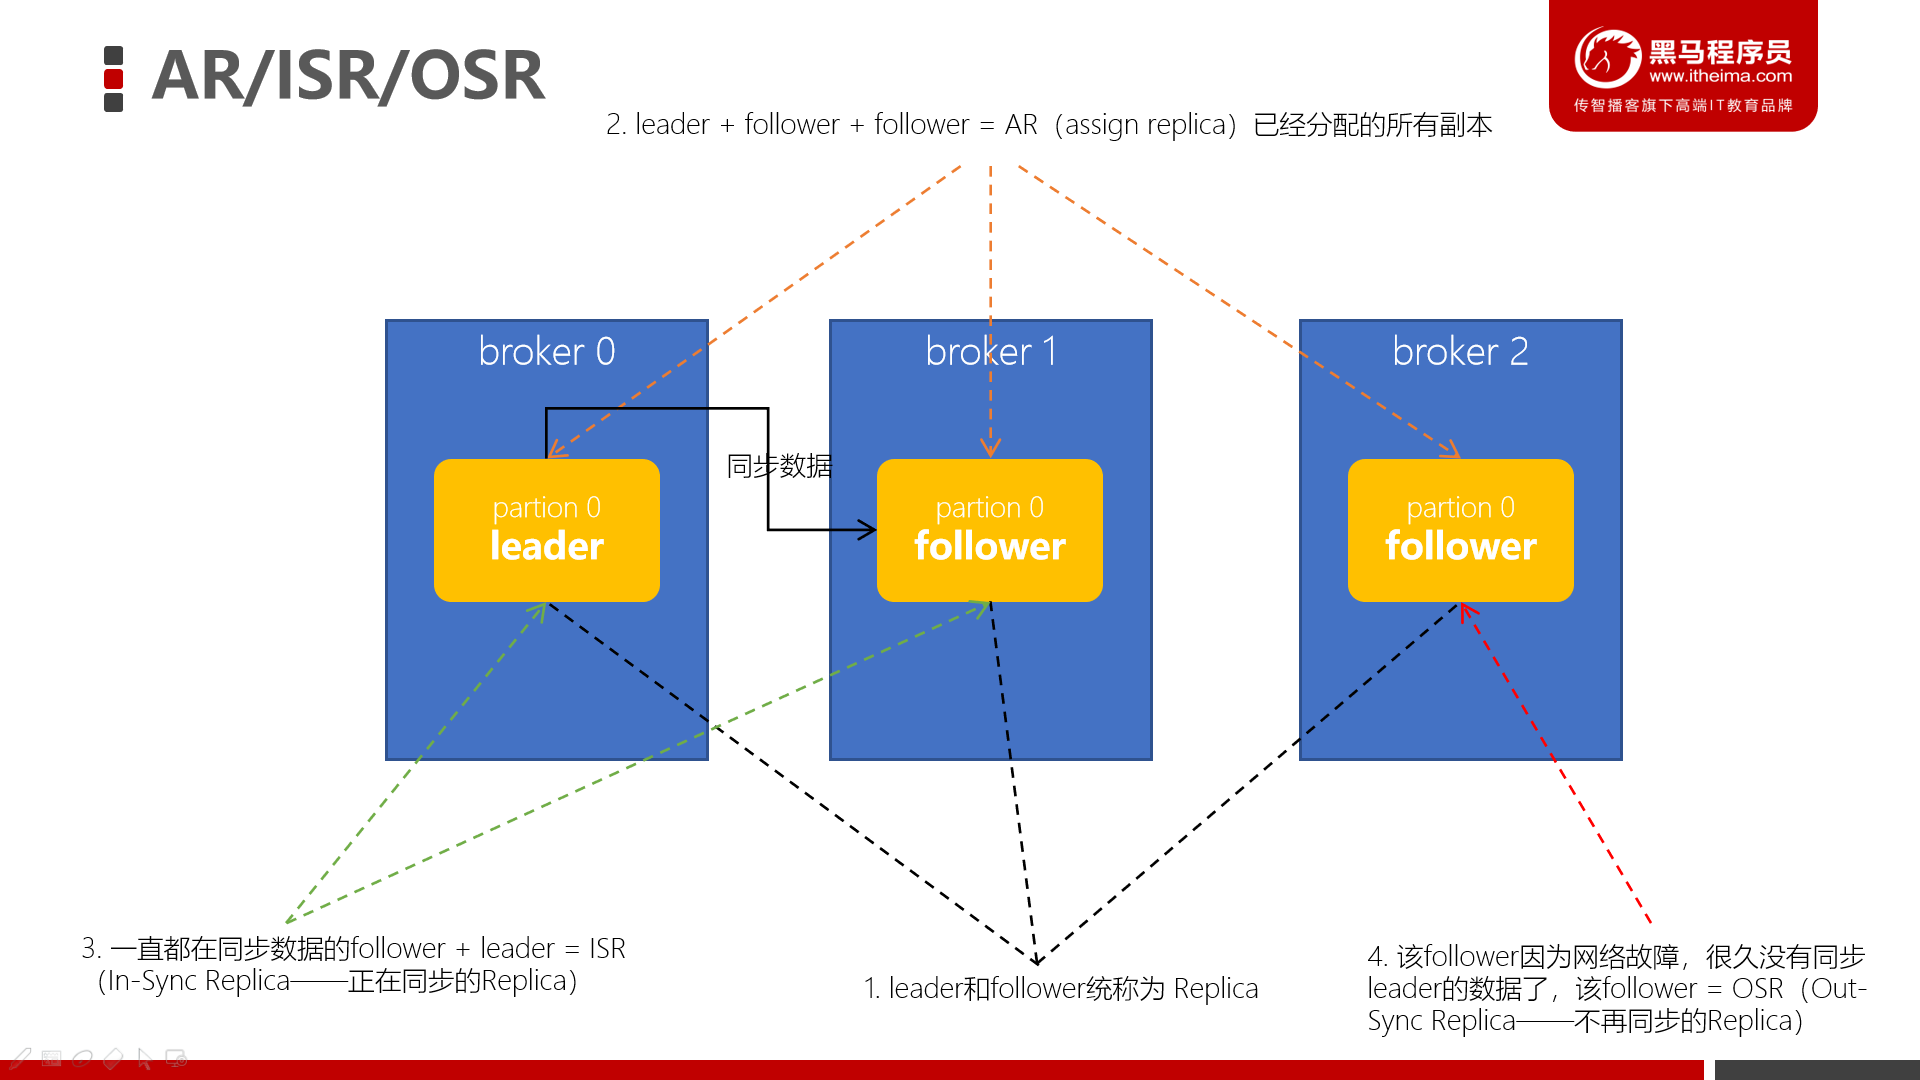 AR/ISR/OSR
黑马程序员
www.itheima.com
传智播客旗下高端IT教育品牌
2. leader + follower + follower = AR（assign replica）已经分配的所有副本
broker 0
broker 1
broker 2
同步数据
partion 0
leader
partion 0
follower
partion 0
follower
3. 一直都在同步数据的follower + leader = ISR
（In-Sync Replica——正在同步的Replica）
1. leader和follower统称为 Replica
4. 该follower因为网络故障，很久没有同步
leader的数据了，该follower = OSR（Out-
Sync Replica——不再同步的Replica）